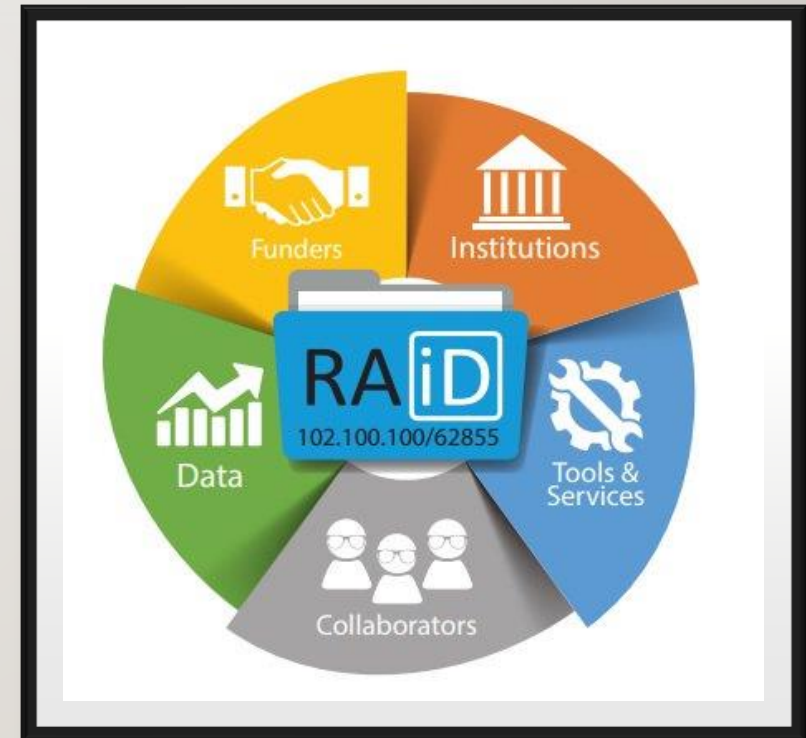 Funders
Institutions
RAiD
102.100.100/62855
Data
Tools &
Services
Collaborators